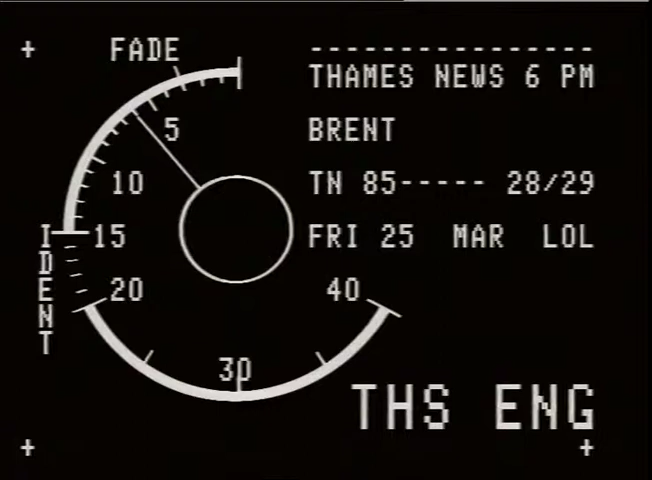 FADE
---------------
THAMES NEWS 6 PM
5
BRENT
10
TN 85----- 28/29
15
FRI 25 MAR LOL
IDENT
20
40
30
THS ENG